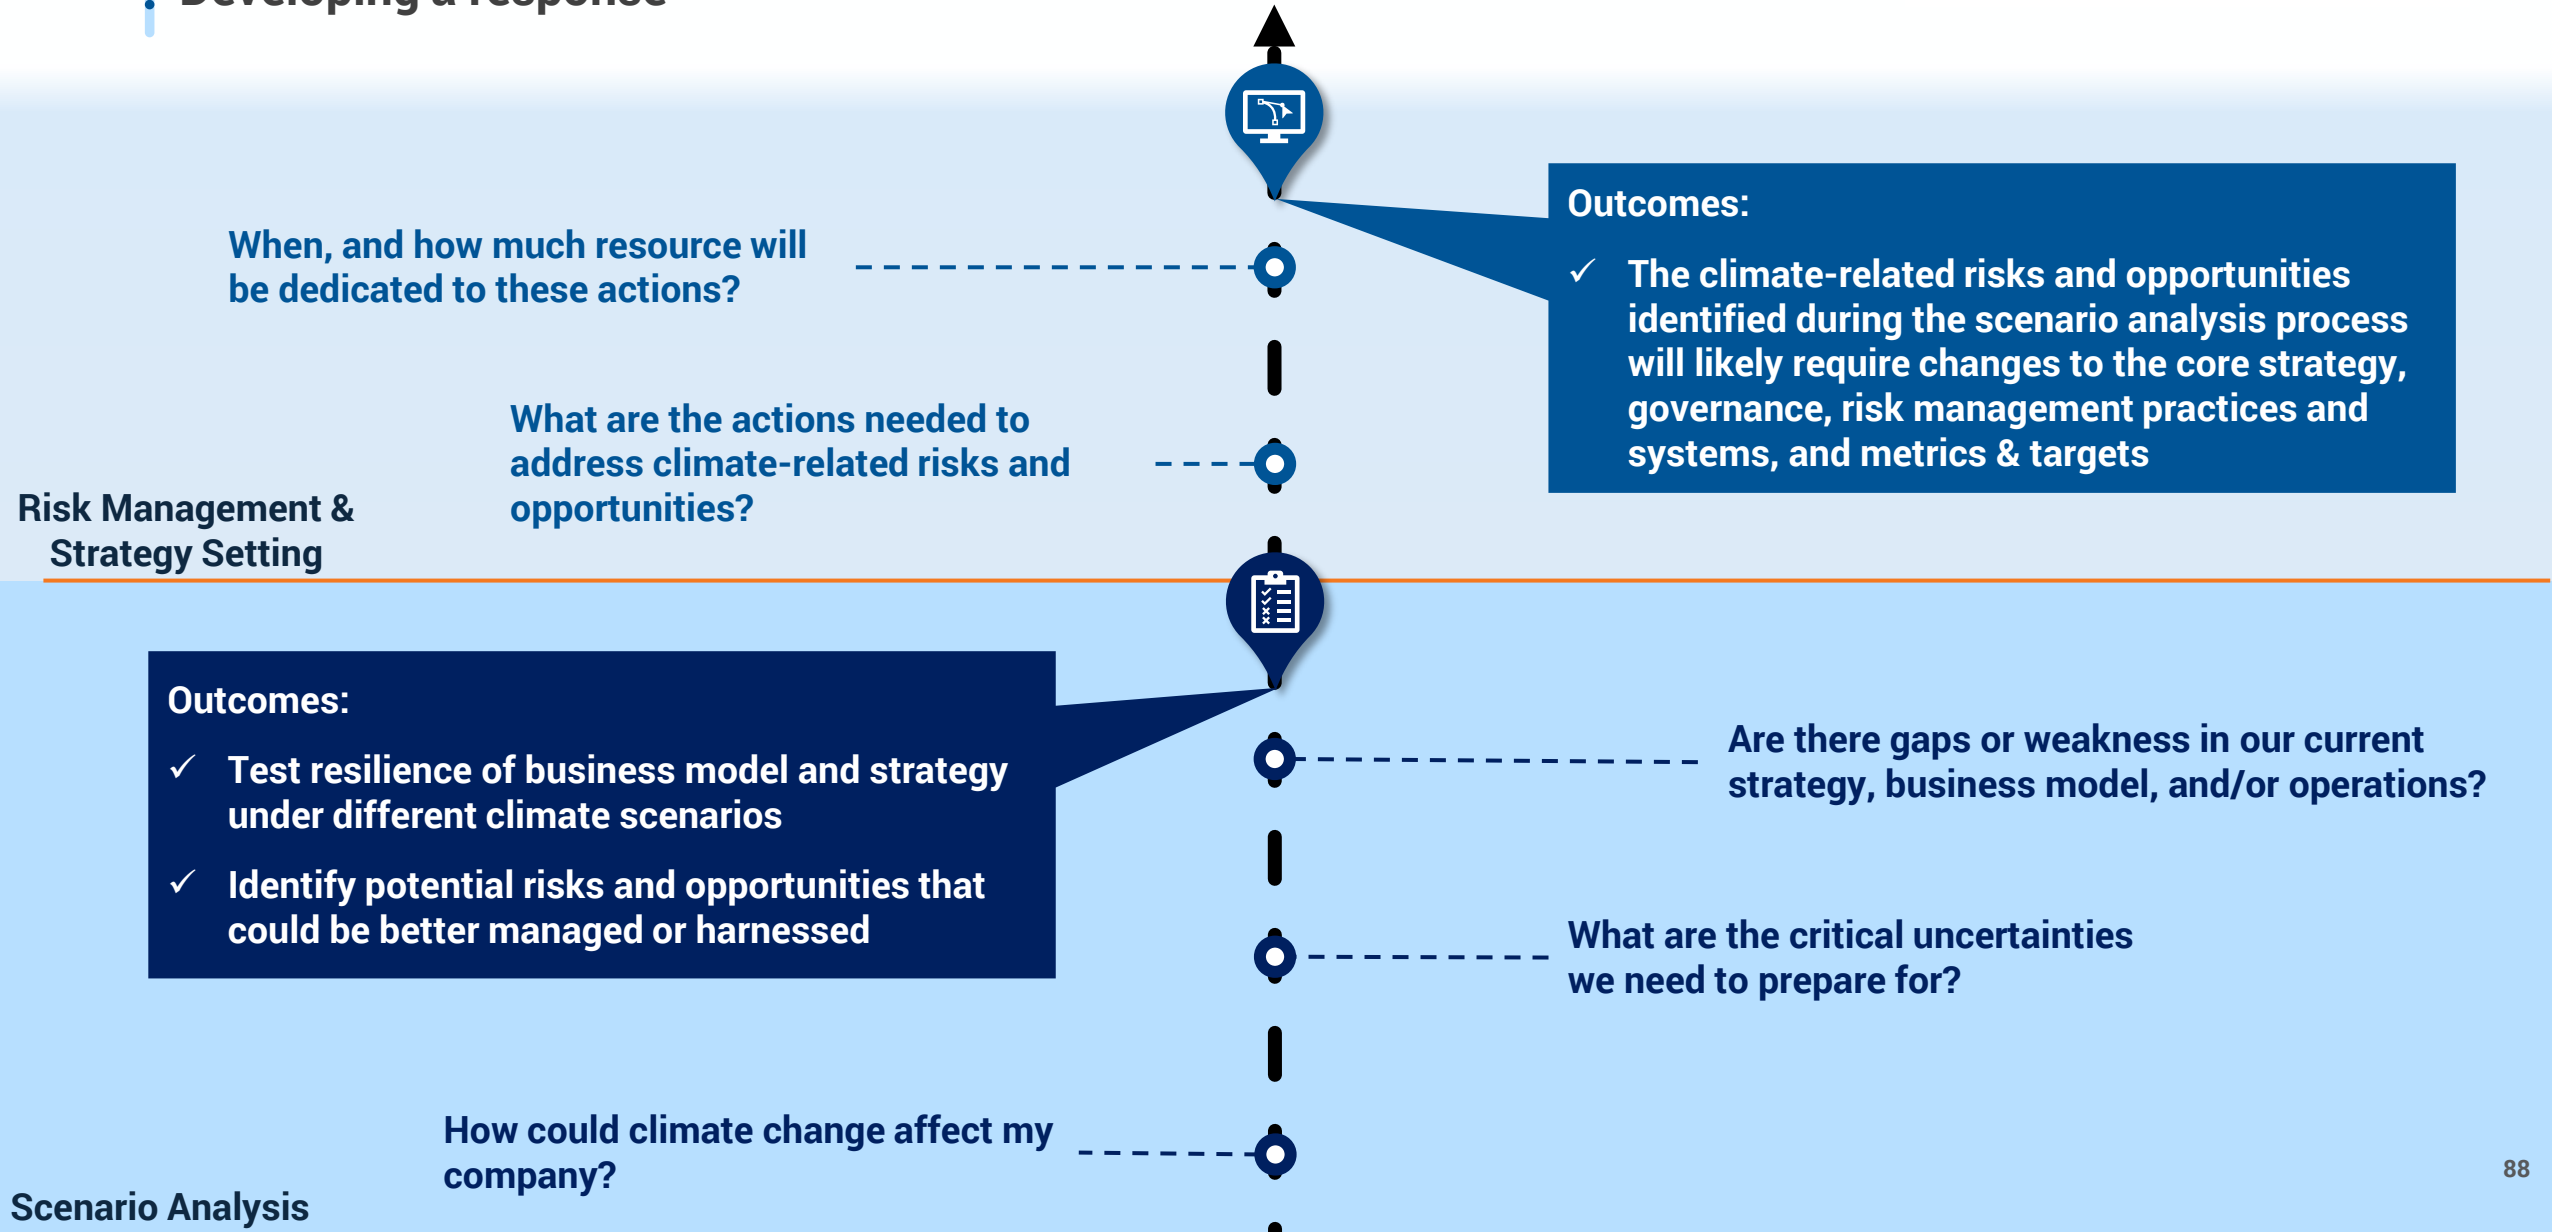 Developing a response
When, and how much resource will
be dedicated to these actions?
Outcomes:
✓ The climate-related risks and opportunities
identified during the scenario analysis process
will likely require changes to the core strategy,
governance, risk management practices and
systems, and metrics & targets
What are the actions needed to
address climate-related risks and
opportunities?
Risk Management &
Strategy Setting
Outcomes:
✓ Test resilience of business model and strategy
under different climate scenarios
✓ Identify potential risks and opportunities that
could be better managed or harnessed
Are there gaps or weakness in our current
strategy, business model, and/or operations?
What are the critical uncertainties
we need to prepare for?
How could climate change affect my
company?
Scenario Analysis
88